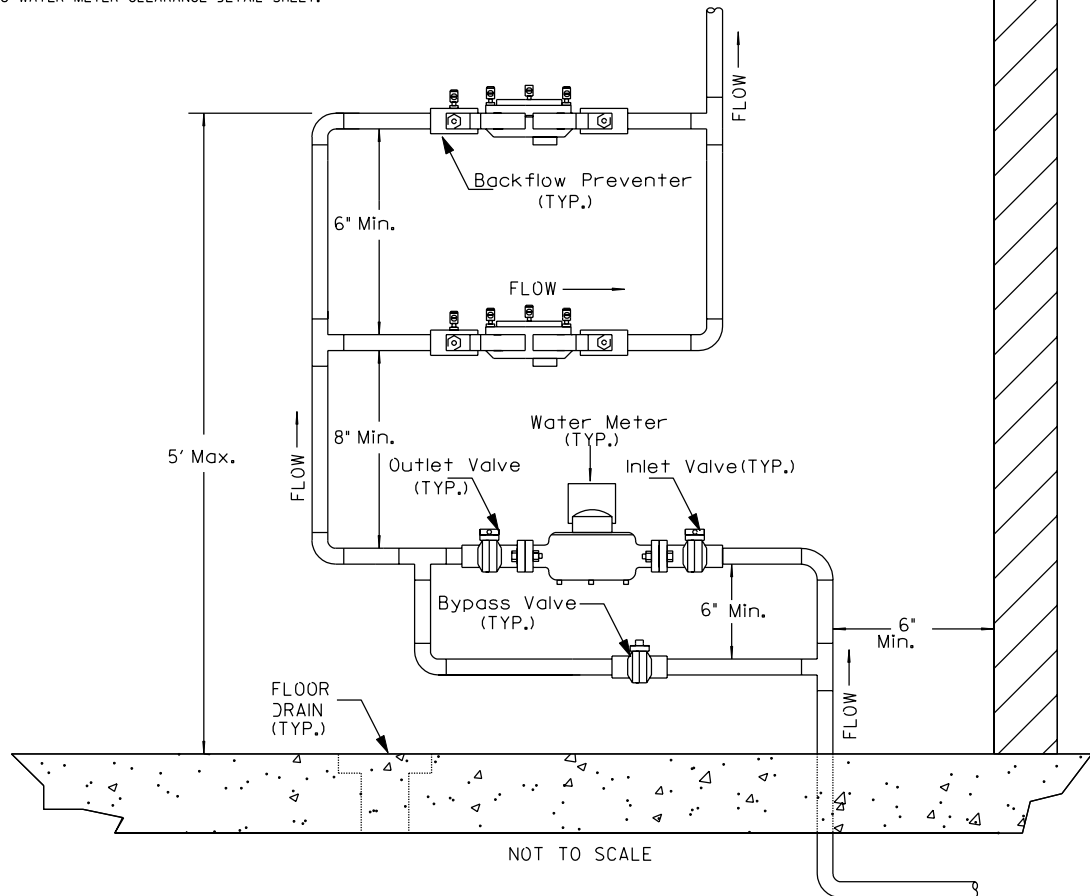 WATER METER CLEARANCE DETAIL SHEET.
FLOW
Backflow Preventer
(TYP.)
6" Min.
FLOW
5' Max.
FLOW
8" Min.
Water Meter
(TYP.)
Outlet Valve
(TYP.)
Inlet Valve(TYP.)
Bypass Valve
(TYP.)
6" Min.
6"
Min.
FLOOR
DRAIN
(TYP.)
FLOW
NOT TO SCALE